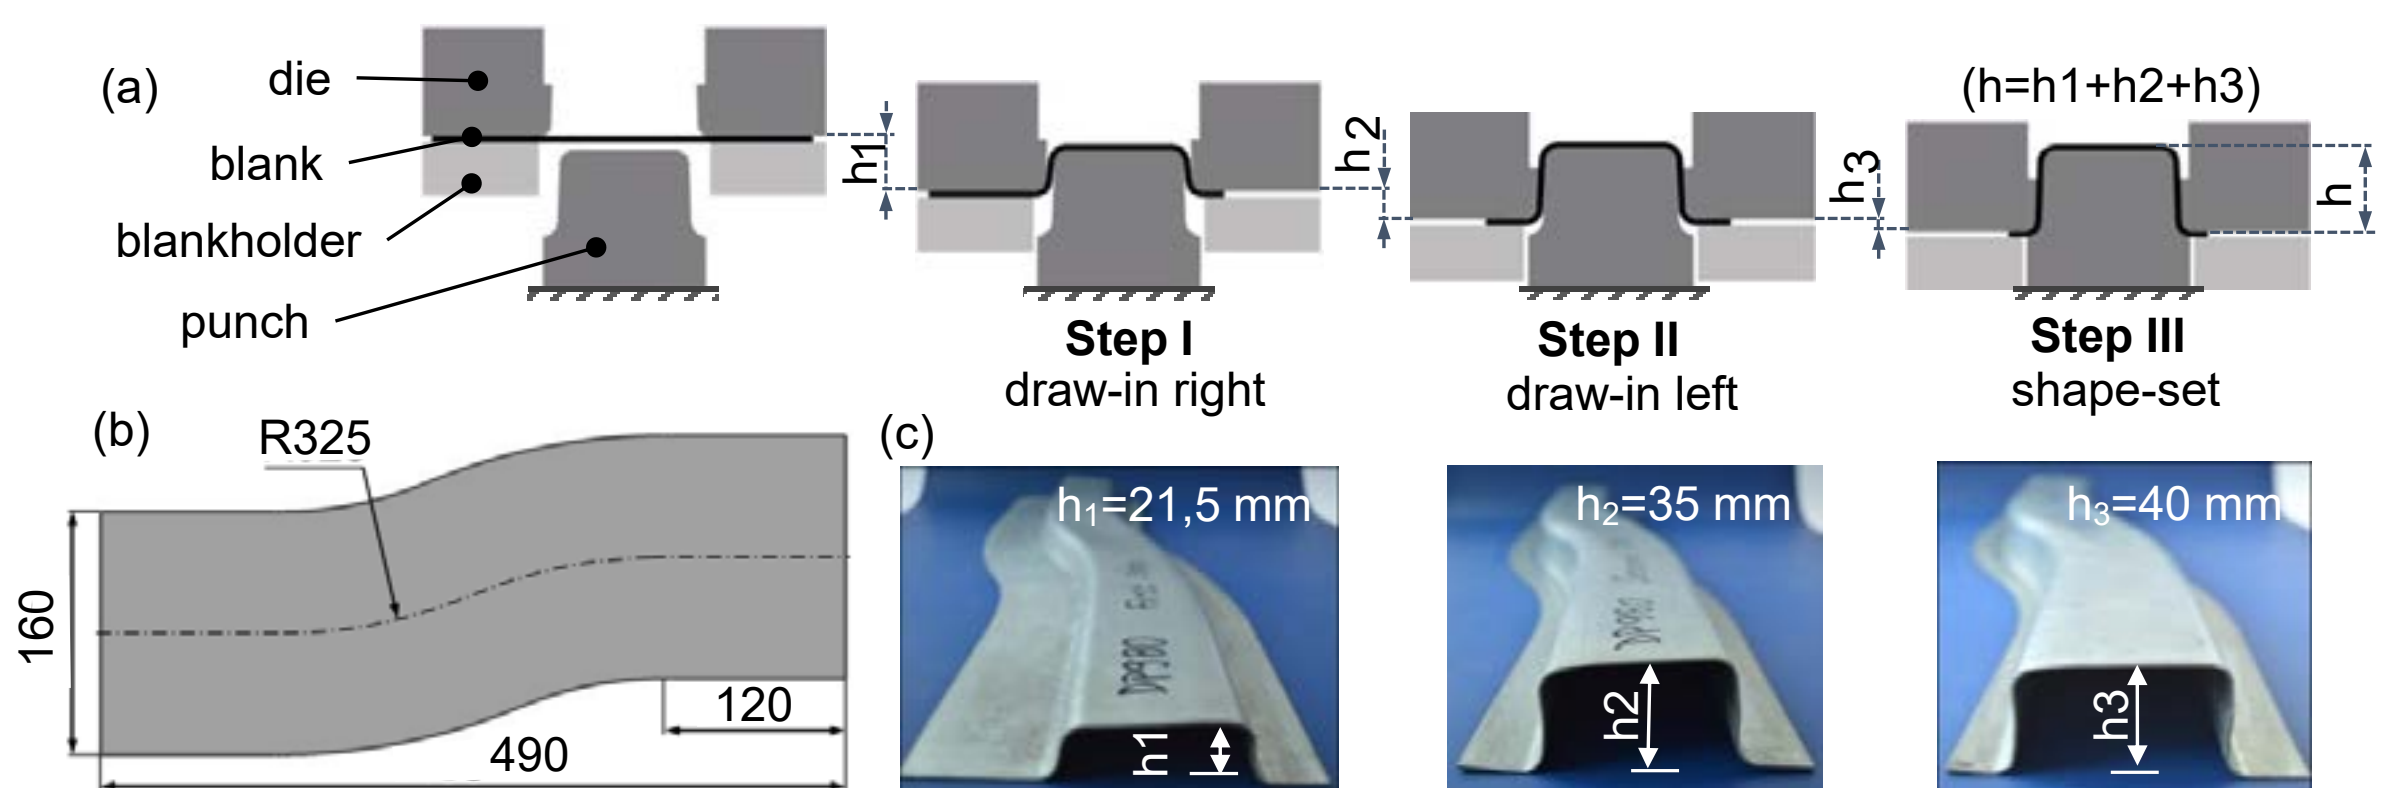 (a)
die
blank
blankholder
punch
h1
h2
h3
(h=h1+h2+h3)
h
Step I
draw-in right
Step II
draw-in left
Step III
shape-set
(b)
R325
160
120
490
(c)
h1=21,5 mm
DP980
h1
h2=35 mm
DP980
h2
h3=40 mm
h3